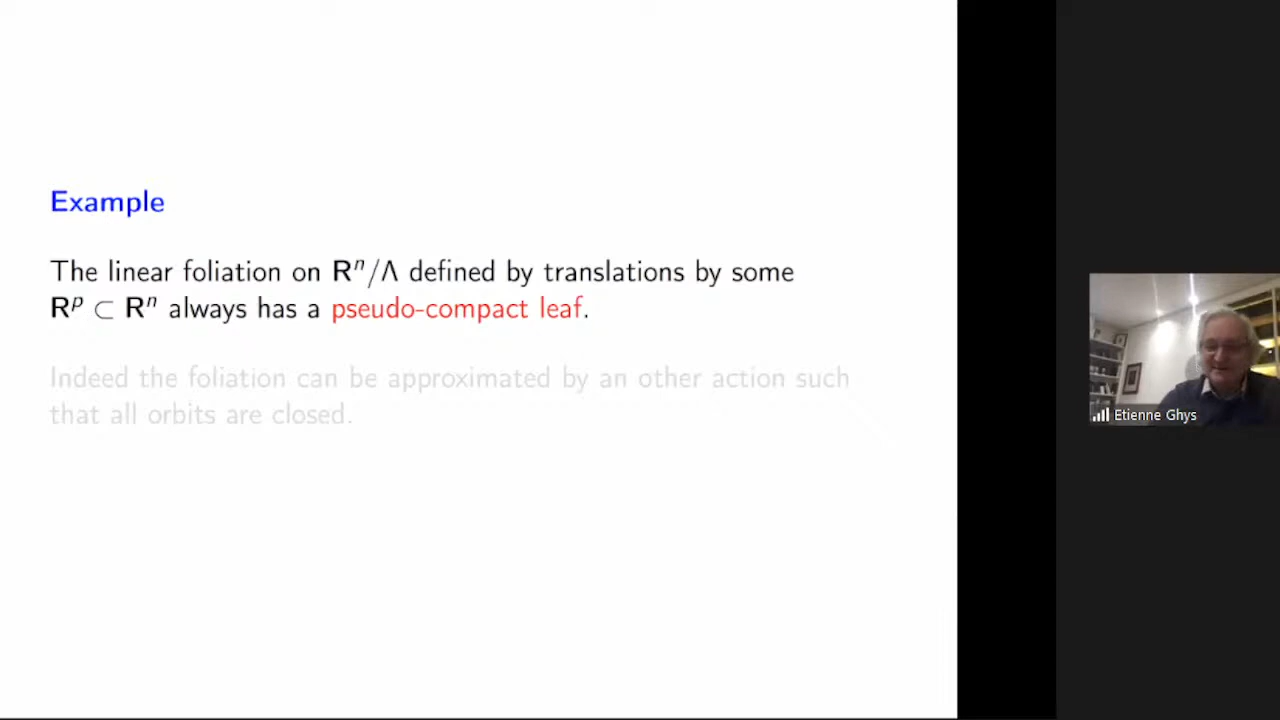 Example
The linear foliation on Rⁿ/Λ defined by translations by some
Rᵖ ⊂ Rⁿ always has a pseudo-compact leaf.
Indeed the foliation can be approximated by an other action such
that all orbits are closed.
Etienne Ghys